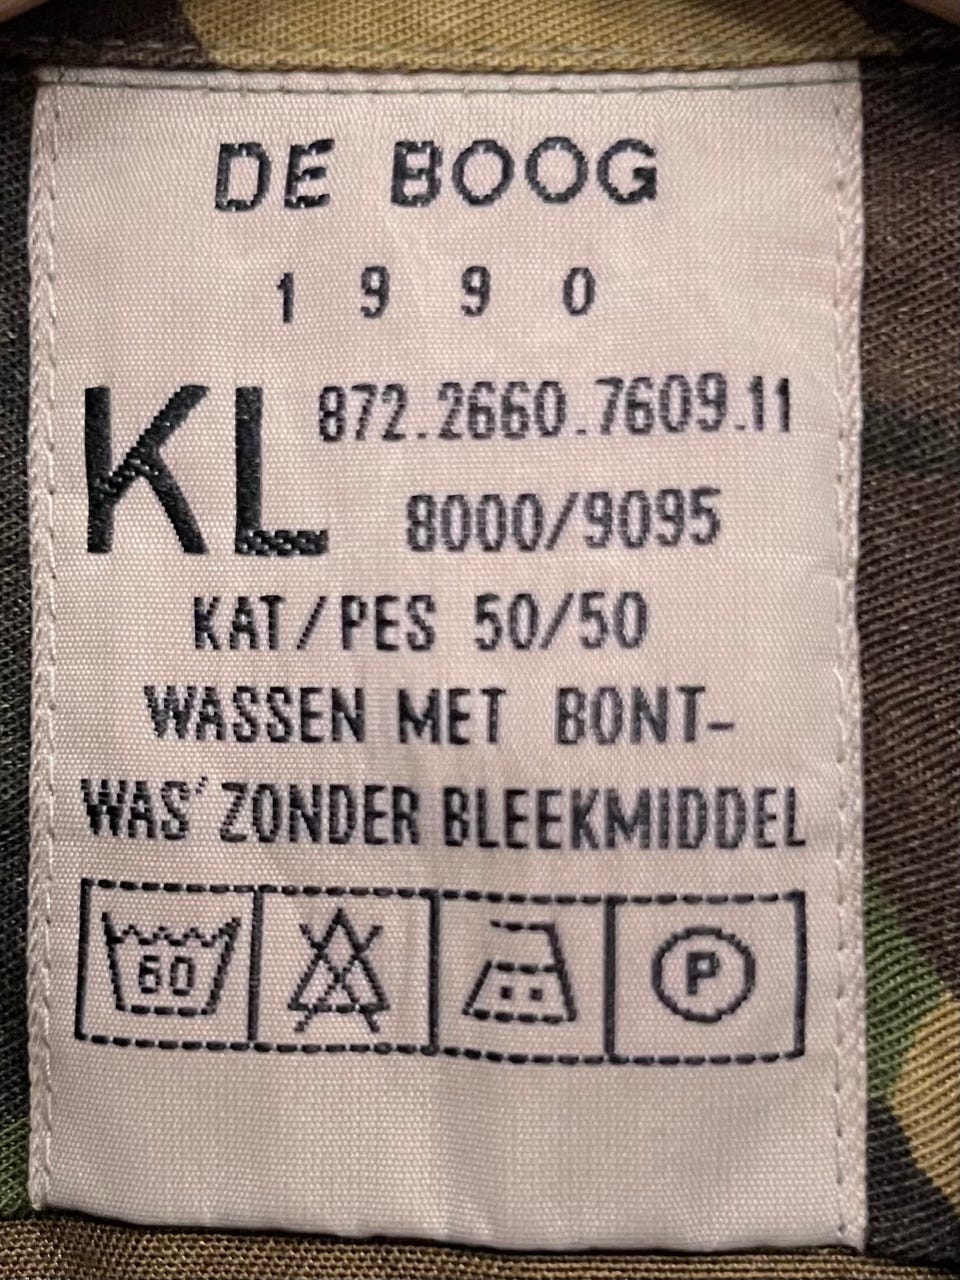 DE BOOG
1 9 9 0
KL 872.2660.7609.11
8000/9095
KAT/PES 50/50
WASSEN MET BONT-
WAS' ZONDER BLEEKMIDDEL
60 P